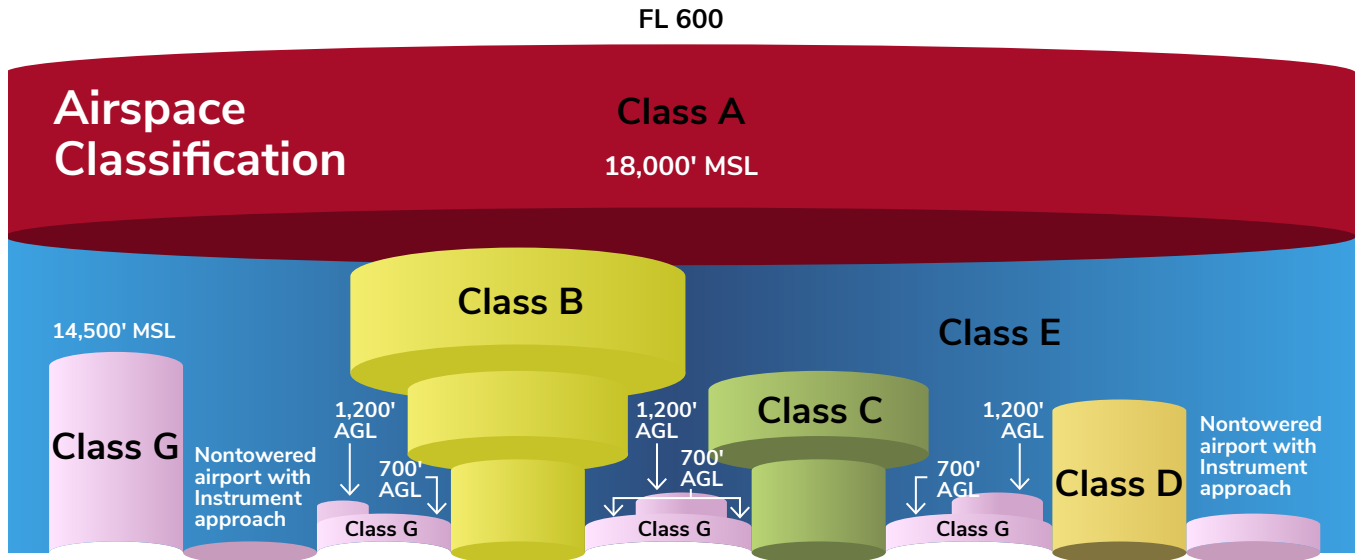 FL 600
Airspace
Classification
Class A
18,000' MSL
Class B
14,500' MSL
Class E
Class G
Nontowered
airport with
Instrument
approach
1,200'
AGL
700'
AGL
Class G
1,200'
AGL
700'
AGL
Class G
Class C
1,200'
AGL
700'
AGL
Class G
Class D
Nontowered
airport with
Instrument
approach